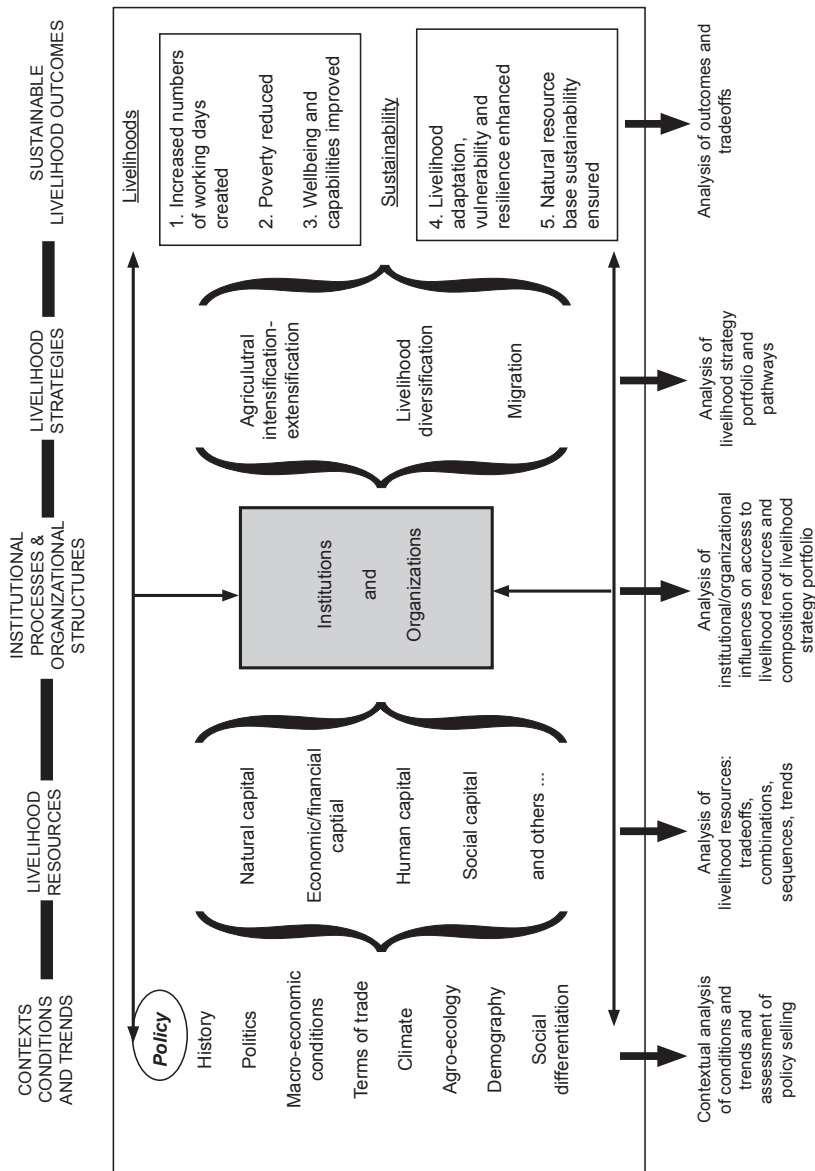 CONTEXTS
CONDITIONS
AND TRENDS
LIVELIHOOD
RESOURCES
INSTITUTIONAL
PROCESSES &
ORGANIZATIONAL
STRUCTURES
LIVELIHOOD
STRATEGIES
SUSTAINABLE
LIVELIHOOD OUTCOMES
Policy
History
Politics
Macro-economic
conditions
Terms of trade
Climate
Agro-ecology
Demography
Social
differentiation
Natural capital
Economic/financial
captial
Human capital
Social capital
and others ...
Institutions
and
Organizations
Agriculutral
intensification-
extensification
Livelihood
diversification
Migration
Livelihoods
1. Increased numbers
of working days
created
2. Poverty reduced
3. Wellbeing and
capabilities improved
Sustainability
4. Livelihood
adaptation,
vulnerability and
resilience enhanced
5. Natural resource
base sustainability
ensured
Contextual analysis
of conditions and
trends and
assessment of
policy selling
Analysis of
livelihood resources:
tradeoffs,
combinations,
sequences, trends
Analysis of
institutional/organizational
influences on access to
livelihood resources and
composition of livelihood
strategy portfolio
Analysis of
livelihood strategy
portfolio and
pathways
Analysis of outcomes and
tradeoffs